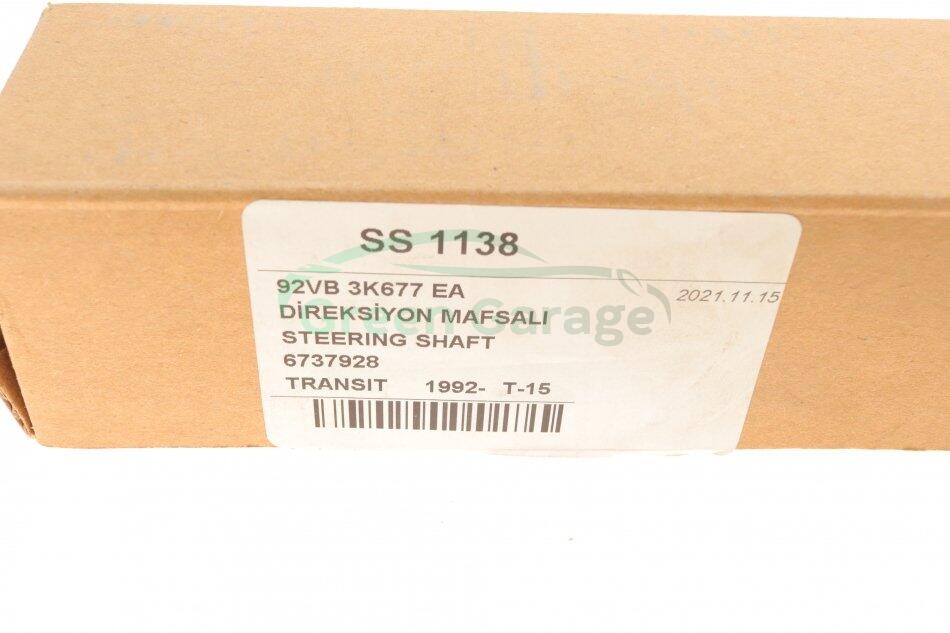 SS 1138
92VB 3K677 EA
2021.11.15
DİREKSİYON MAFSALI
Green Garage
STEERING SHAFT
6737928
TRANSIT 1992- T-15